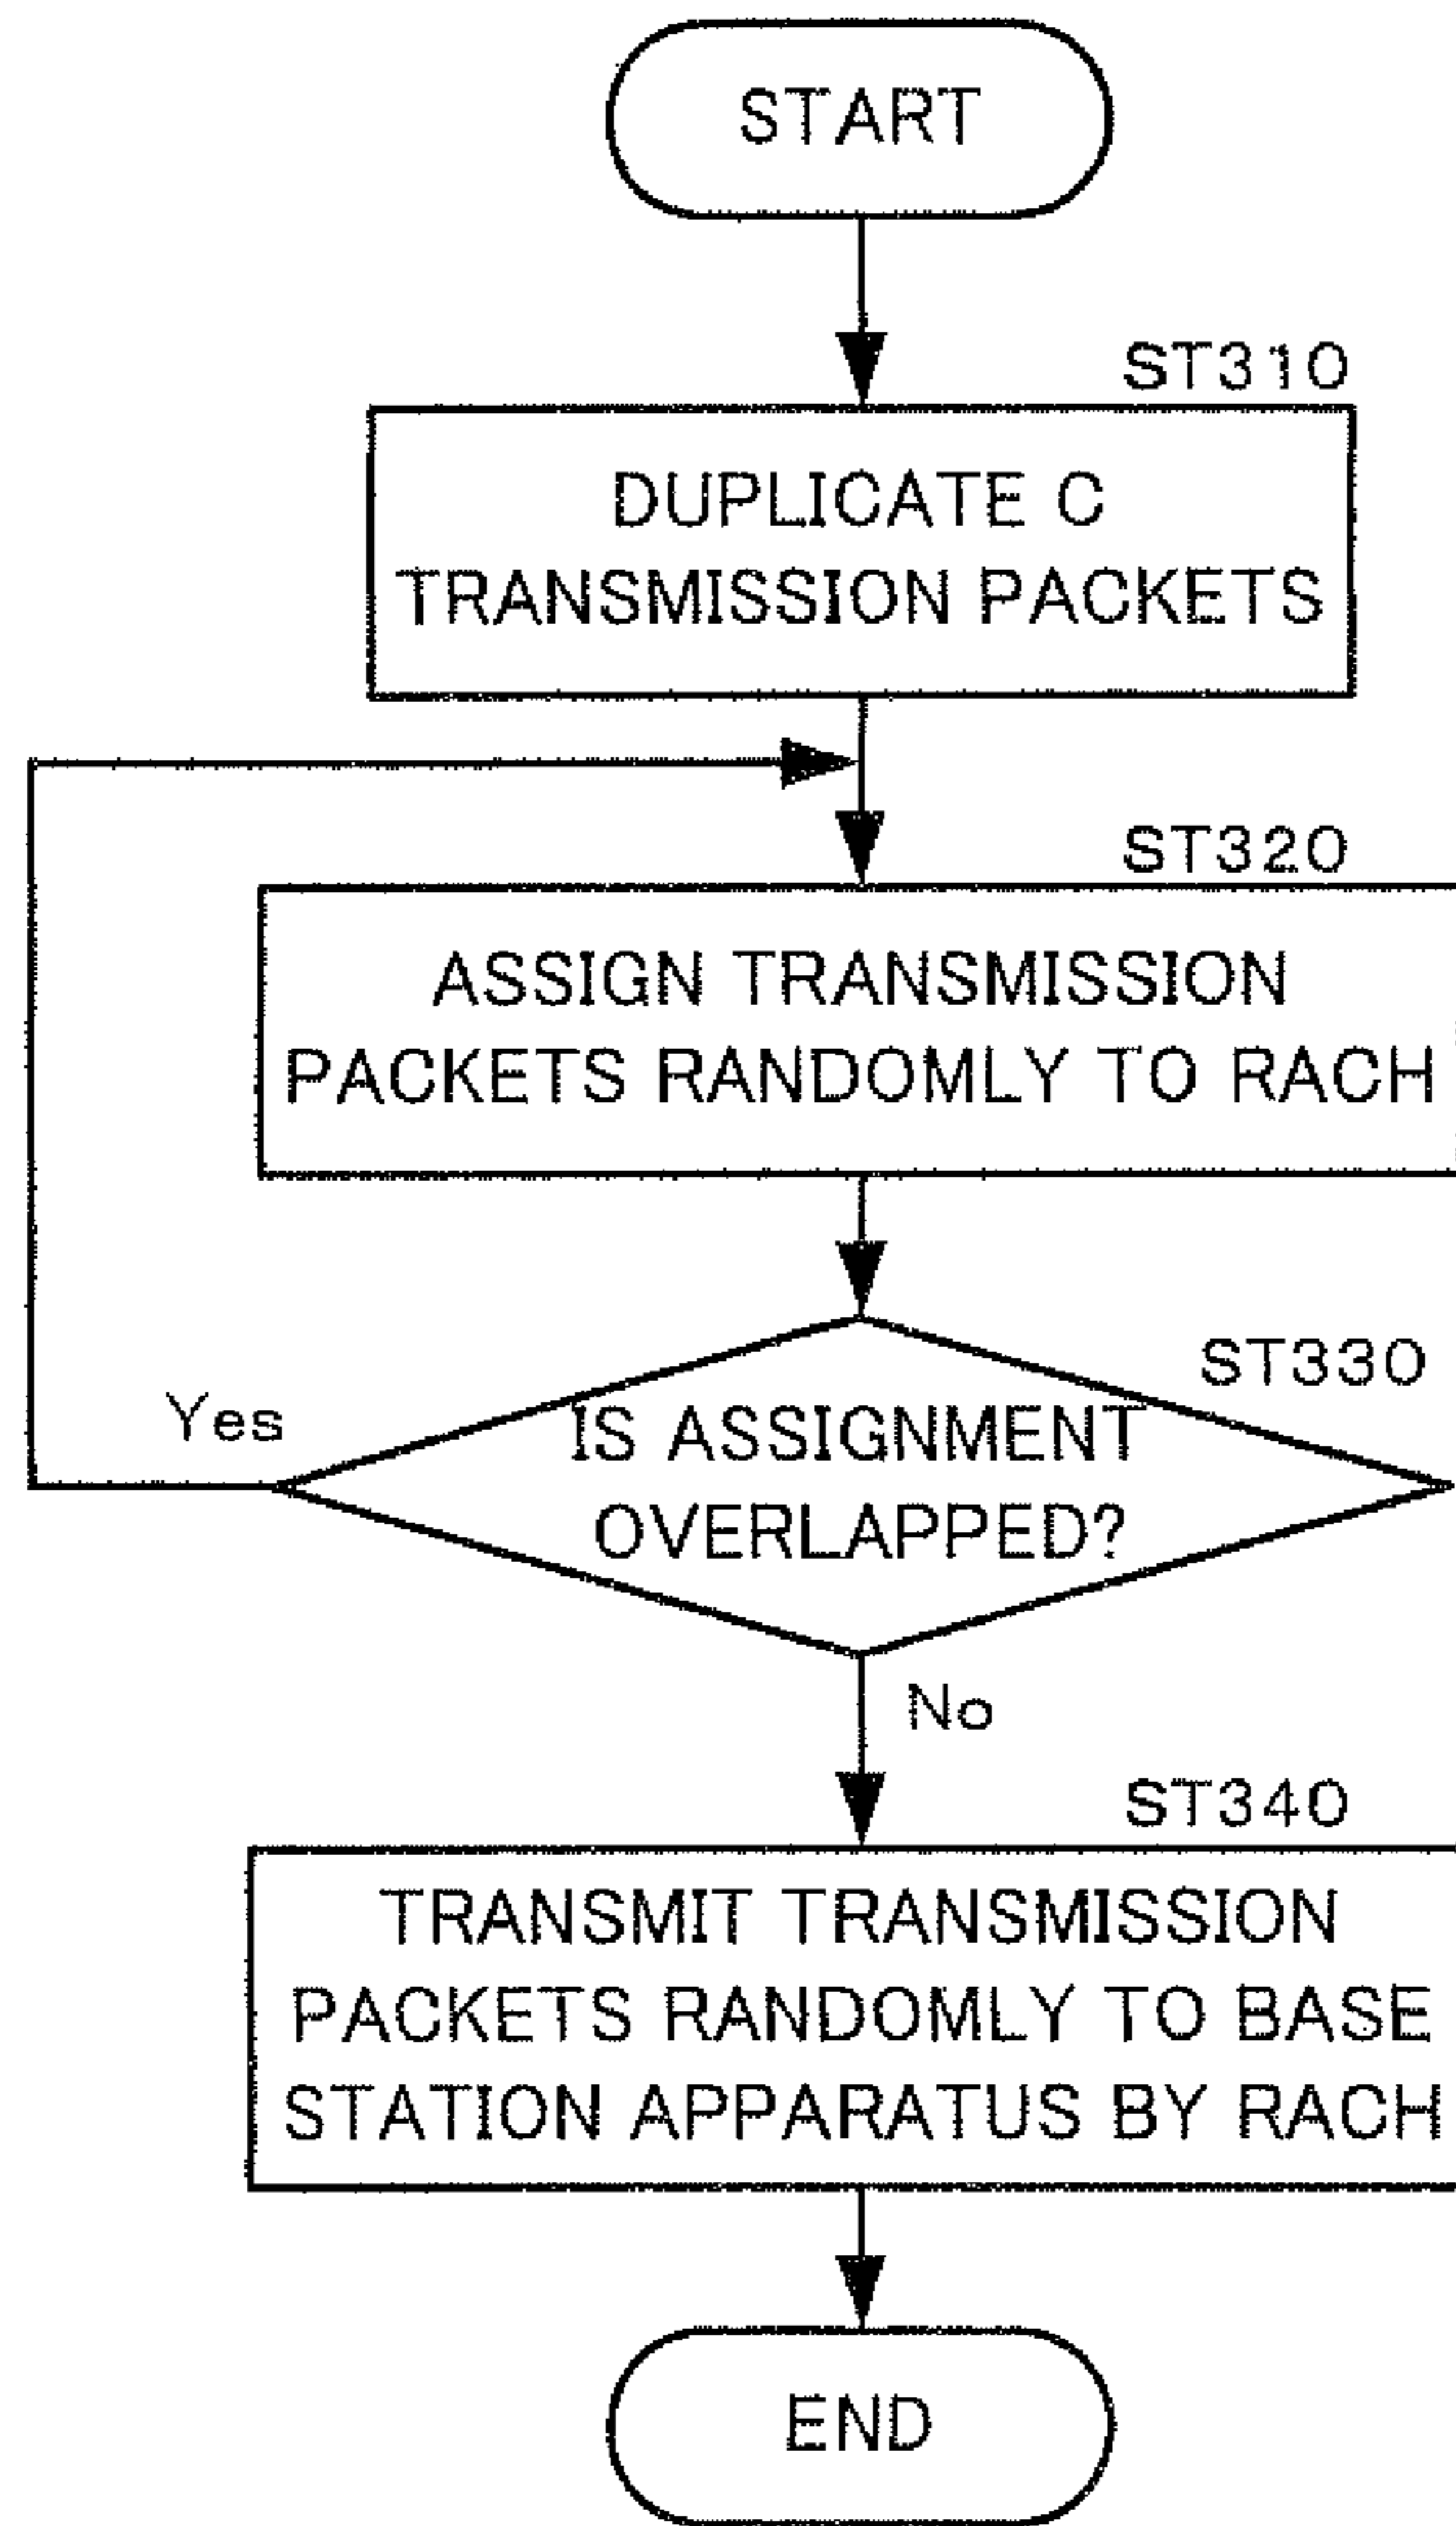 START
ST310
DUPLICATE C
TRANSMISSION PACKETS
ST320
ASSIGN TRANSMISSION
PACKETS RANDOMLY TO RACH
ST330
Yes
IS ASSIGNMENT
OVERLAPPED?
No
ST340
TRANSMIT TRANSMISSION
PACKETS RANDOMLY TO BASE
STATION APPARATUS BY RACH
END